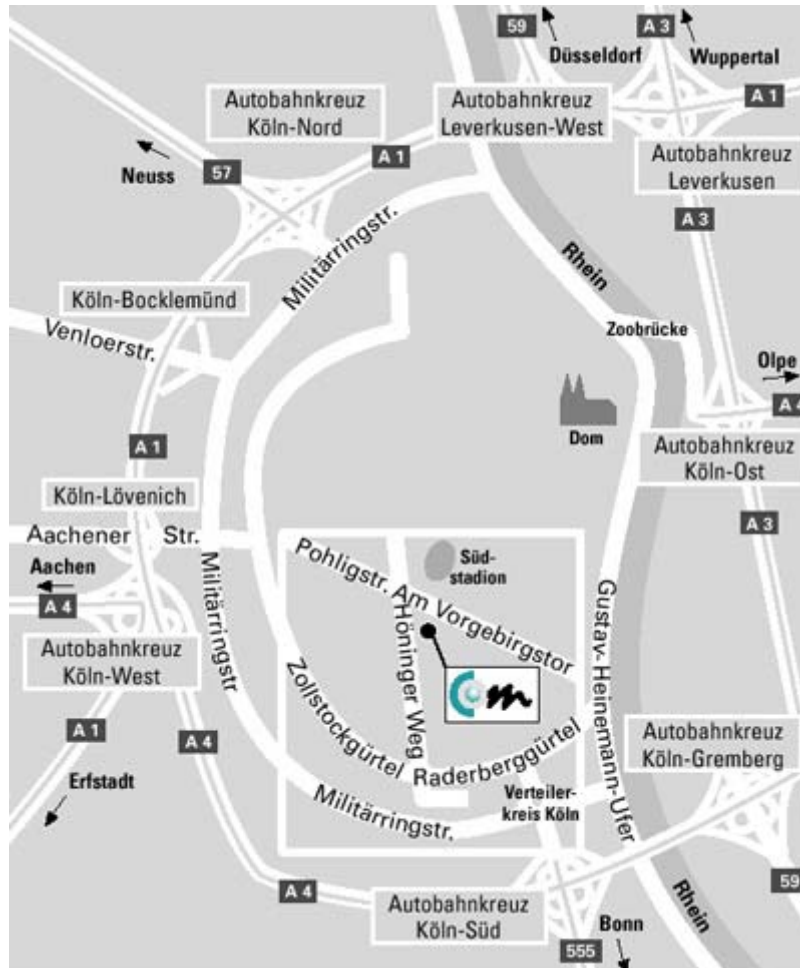 59
A 3
Düsseldorf
Wuppertal
Autobahnkreuz
Köln-Nord
Autobahnkreuz
Leverkusen-West
A 1
A 1
Neuss
57
Autobahnkreuz
Leverkusen
A 3
Militärringstr.
Rhein
Köln-Bocklemünd
Venloerstr.
Zoobrücke
Olpe
A 4
Dom
Autobahnkreuz
Köln-Ost
A 1
Köln-Lövenich
A 3
Aachener Str.
Aachen
A 4
Pohligstr. Am Vorgebirgstor
Süd-
stadion
Militärringstr
Höninger Weg
Gustav-Heinemann-Ufer
Autobahnkreuz
Köln-West
Zollstockgürtel
Raderberggürtel
A 1
A 4
Autobahnkreuz
Köln-Gremberg
Erfstadt
Militärringstr.
Verteiler-
kreis Köln
A 4
59
Autobahnkreuz
Köln-Süd
Rhein
Bonn
555